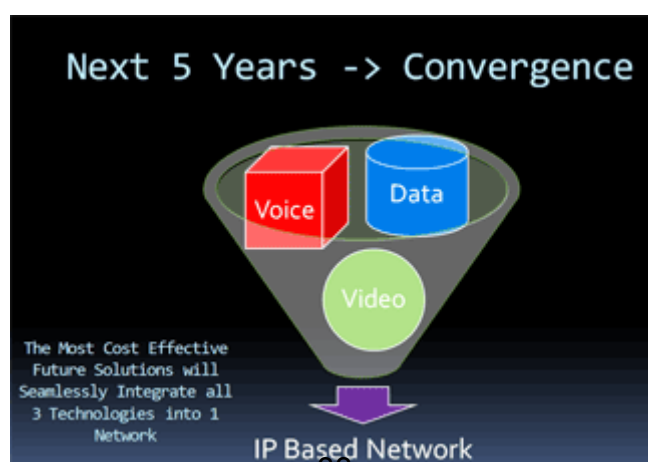 Next 5 Years -> Convergence
Voice
Data
Video
The Most Cost Effective
Future Solutions will
Seamlessly Integrate all
3 Technologies into 1
Network
IP Based Network